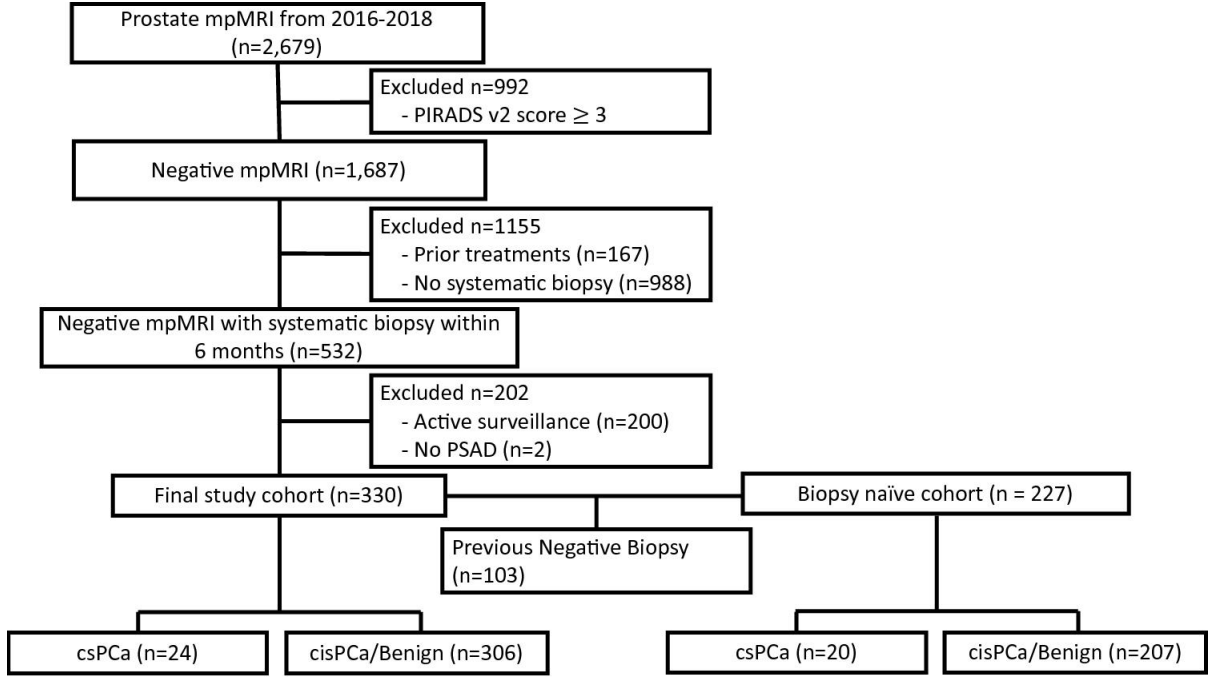 Prostate mpMRI from 2016-2018
(n=2,679)
Excluded n=992
- PIRADS v2 score ≥ 3
Negative mpMRI (n=1,687)
Excluded n=1155
- Prior treatments (n=167)
- No systematic biopsy (n=988)
Negative mpMRI with systematic biopsy within
6 months (n=532)
Excluded n=202
- Active surveillance (n=200)
- No PSAD (n=2)
Final study cohort (n=330)
Biopsy naïve cohort (n = 227)
Previous Negative Biopsy
(n=103)
csPCa (n=24)
cisPCa/Benign (n=306)
csPCa (n=20)
cisPCa/Benign (n=207)